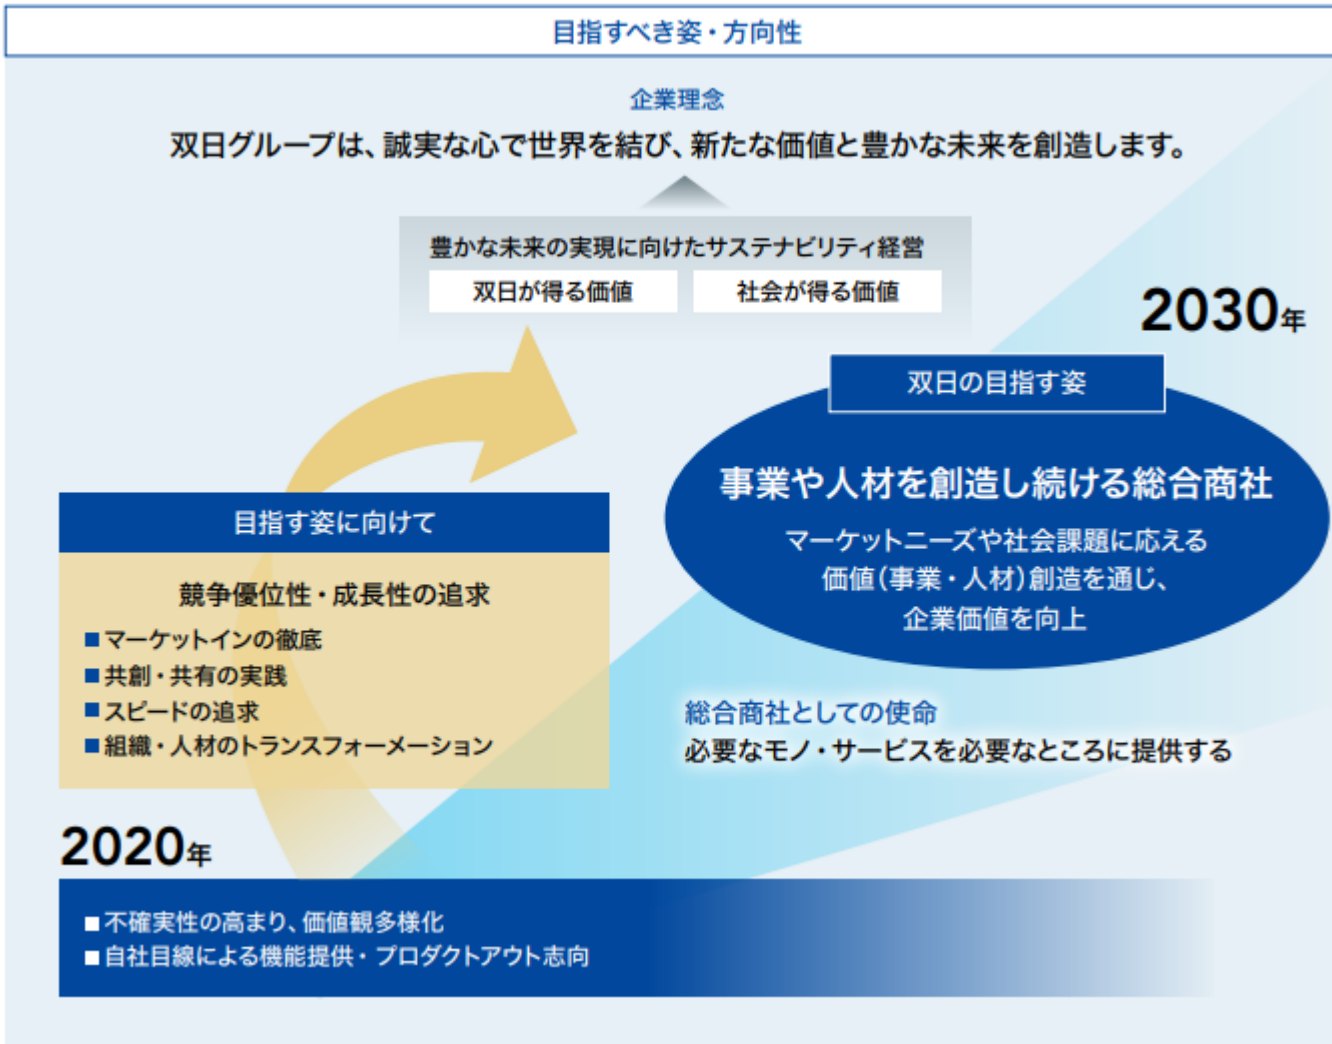 目指すべき姿・方向性
企業理念
双日グループは、誠実な心で世界を結び、新たな価値と豊かな未来を創造します。
豊かな未来の実現に向けたサステナビリティ経営
双日が得る価値
社会が得る価値
2030年
双日の目指す姿
事業や人材を創造し続ける総合商社
マーケットニーズや社会課題に応える
価値(事業・人材)創造を通じ、
企業価値を向上
目指す姿に向けて
競争優位性・成長性の追求
■マーケットインの徹底
■共創・共有の実践
■スピードの追求
■組織・人材のトランスフォーメーション
総合商社としての使命
必要なモノ・サービスを必要なところに提供する
2020年
■不確実性の高まり、価値観多様化
■自社目線による機能提供・プロダクトアウト志向